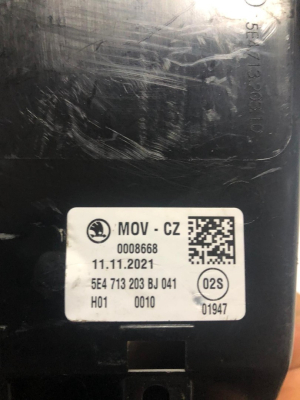 MOV - CZ
0008668
11.11.2021
5E4 713 203 BJ 041
02S
H01 0010
01947